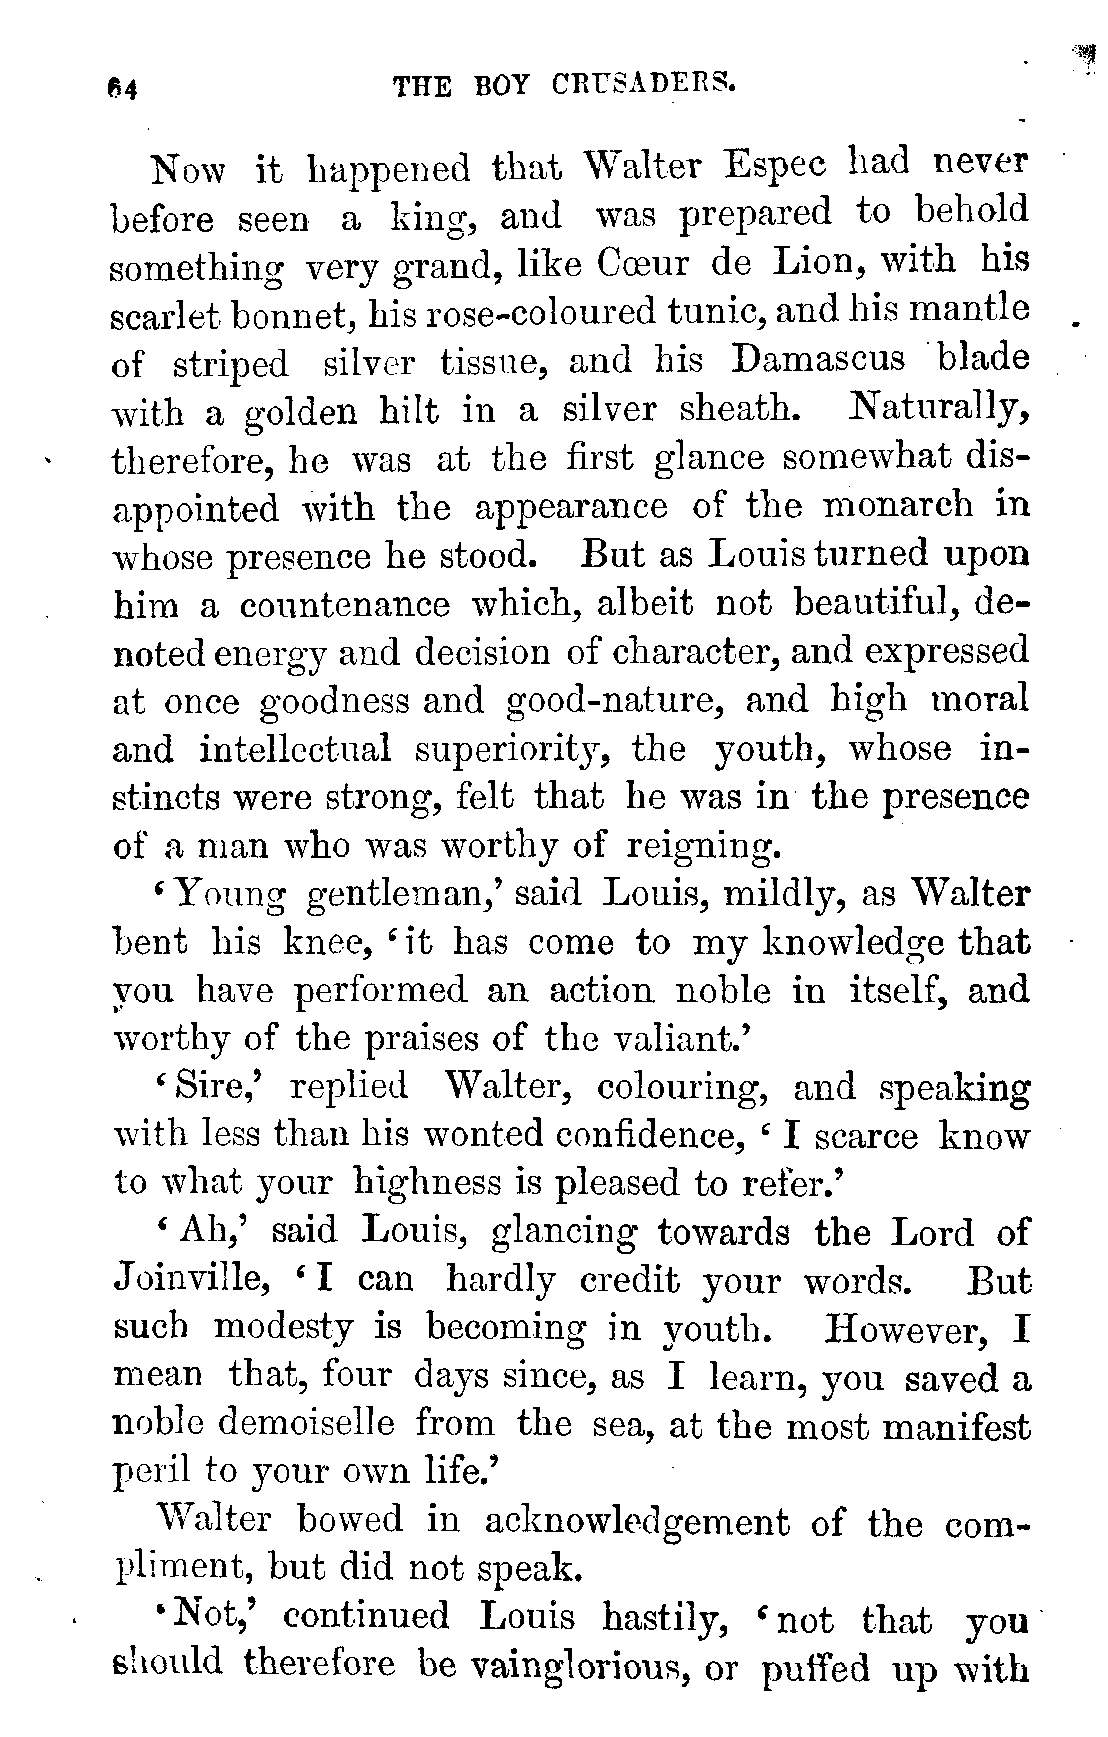 64 THE BOY CRUSADERS.
Now it happened that Walter Espec had never
before seen a king, and was prepared to behold
something very grand, like Cœur de Lion, with his
scarlet bonnet, his rose-coloured tunic, and his mantle
of striped silver tissue, and his Damascus blade
with a golden hilt in a silver sheath. Naturally,
therefore, he was at the first glance somewhat dis-
appointed with the appearance of the monarch in
whose presence he stood. But as Louis turned upon
him a countenance which, albeit not beautiful, de-
noted energy and decision of character, and expressed
at once goodness and good-nature, and high moral
and intellectual superiority, the youth, whose in-
stincts were strong, felt that he was in the presence
of a man who was worthy of reigning.
‘Young gentleman,’ said Louis, mildly, as Walter
bent his knee, ‘it has come to my knowledge that
you have performed an action noble in itself, and
worthy of the praises of the valiant.’
‘Sire,’ replied Walter, colouring, and speaking
with less than his wonted confidence, ‘I scarce know
to what your highness is pleased to refer.’
‘Ah,’ said Louis, glancing towards the Lord of
Joinville, ‘I can hardly credit your words. But
such modesty is becoming in youth. However, I
mean that, four days since, as I learn, you saved a
noble demoiselle from the sea, at the most manifest
peril to your own life.’
Walter bowed in acknowledgement of the com-
pliment, but did not speak.
‘Not,’ continued Louis hastily, ‘not that you
should therefore be vainglorious, or puffed up with